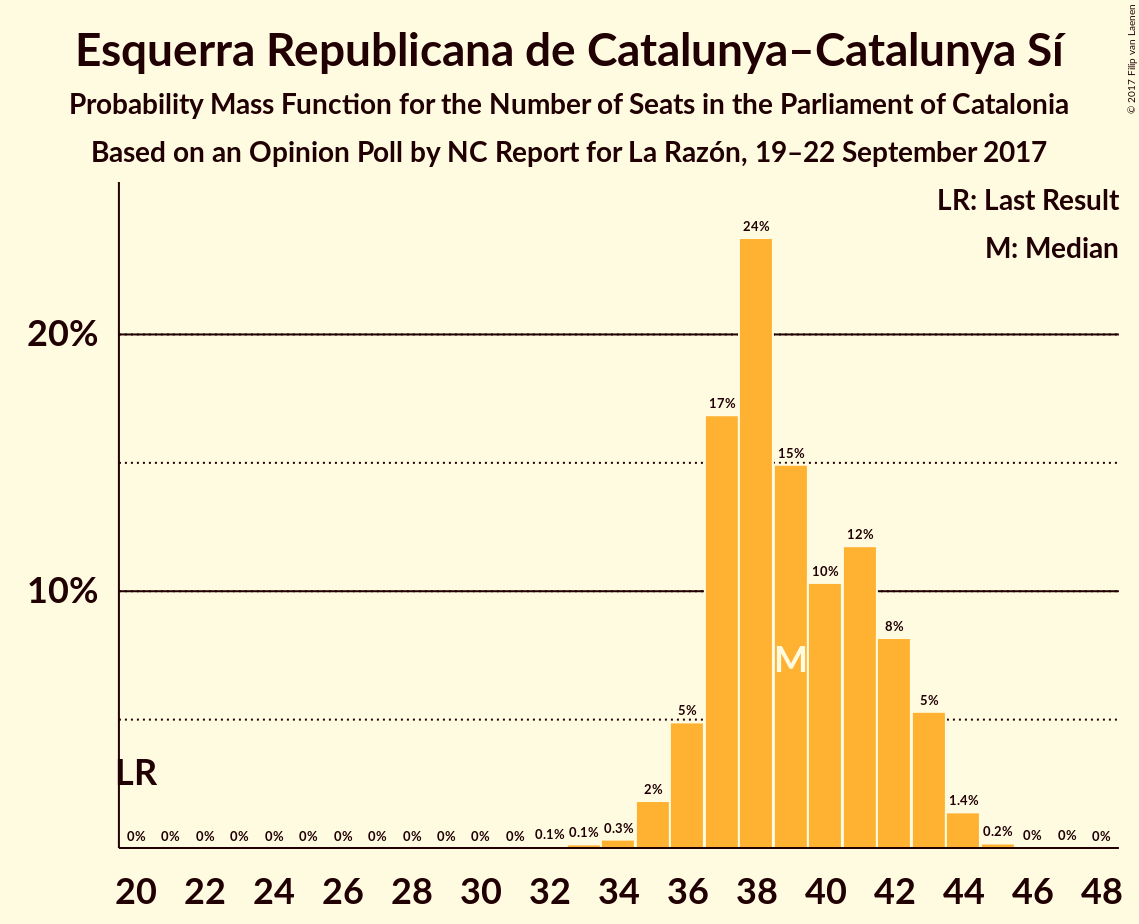 Esquerra Republicana de Catalunya–Catalunya Sí
Probability Mass Function for the Number of Seats in the Parliament of Catalonia
Based on an Opinion Poll by NC Report for La Razón, 19–22 September 2017
© 2017 Filip van Laenen
LR: Last Result
M: Median
24%
20%
17%
15%
12%
10%
10%
8%
M
5%
5%
LR
2%
1.4%
0% 0% 0% 0% 0% 0% 0% 0% 0% 0% 0% 0% 0.1% 0.1% 0.3% 0.2% 0% 0% 0%
20 22 24 26 28 30 32 34 36 38 40 42 44 46 48